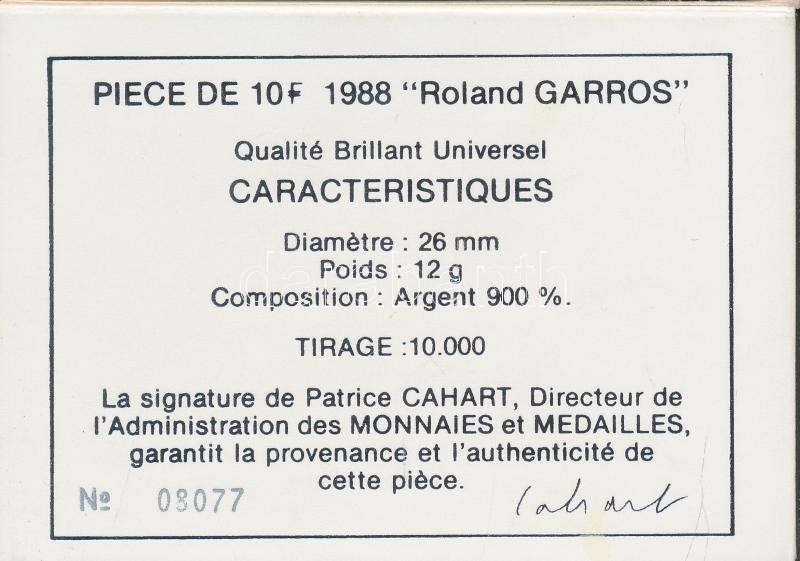 PIECE DE 10F 1988 "Roland GARROS"
Qualité Brillant Universel
CARACTERISTIQUES
Diamètre : 26 mm
Poids : 12 g
Composition : Argent 900 %.
darabanth
TIRAGE :10.000
La signature de Patrice CAHART, Directeur de
l'Administration des MONNAIES et MEDAILLES,
garantit la provenance et l'authenticité de
cette pièce.
Nº 08077
Cahart